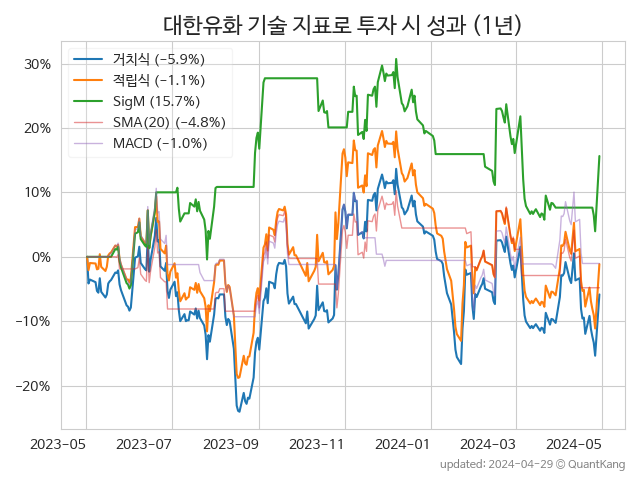 대한유화 기술 지표로 투자 시 성과 (1년)
거치식 (−5.9%)
적립식 (−1.1%)
SigM (15.7%)
SMA(20) (−4.8%)
MACD (−1.0%)
30%
20%
10%
0%
−10%
−20%
2023-05 2023-07 2023-09 2023-11 2024-01 2024-03 2024-05
updated: 2024-04-29 ⓒ QuantKang